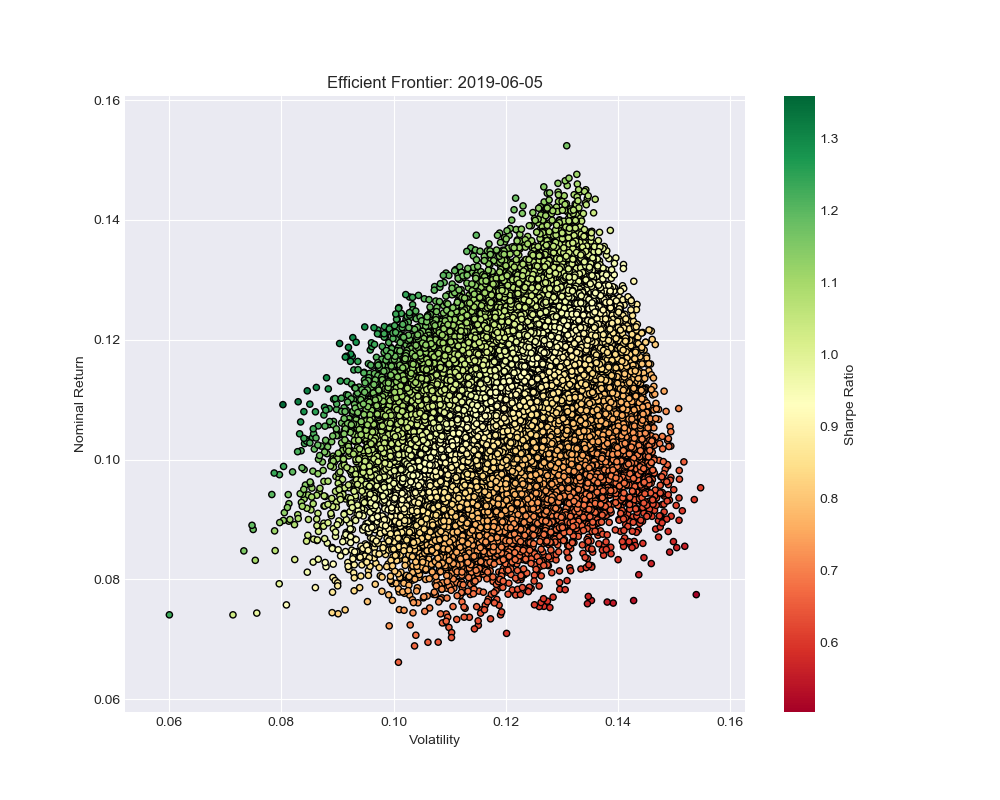 Efficient Frontier: 2019-06-05
0.16
0.14
0.12
0.10
0.08
0.06
Nominal Return
0.06 0.08 0.10 0.12 0.14 0.16
Volatility
1.3
1.2
1.1
1.0
0.9
0.8
0.7
0.6
Sharpe Ratio